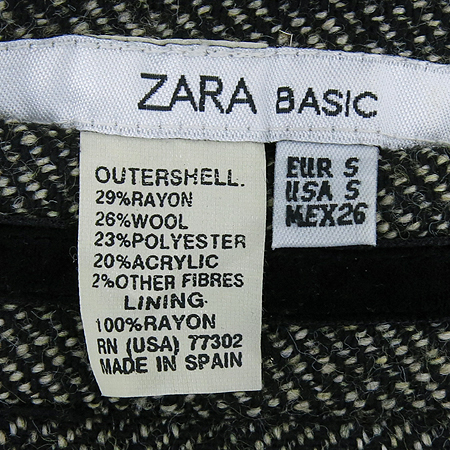 ZARA BASIC
OUTERSHELL.
29%RAYON
26%WOOL
23%POLYESTER
20%ACRYLIC
2%OTHER FIBRES
LINING.
100%RAYON
RN (USA) 77302
MADE IN SPAIN
EUR S
USA S
MEX26